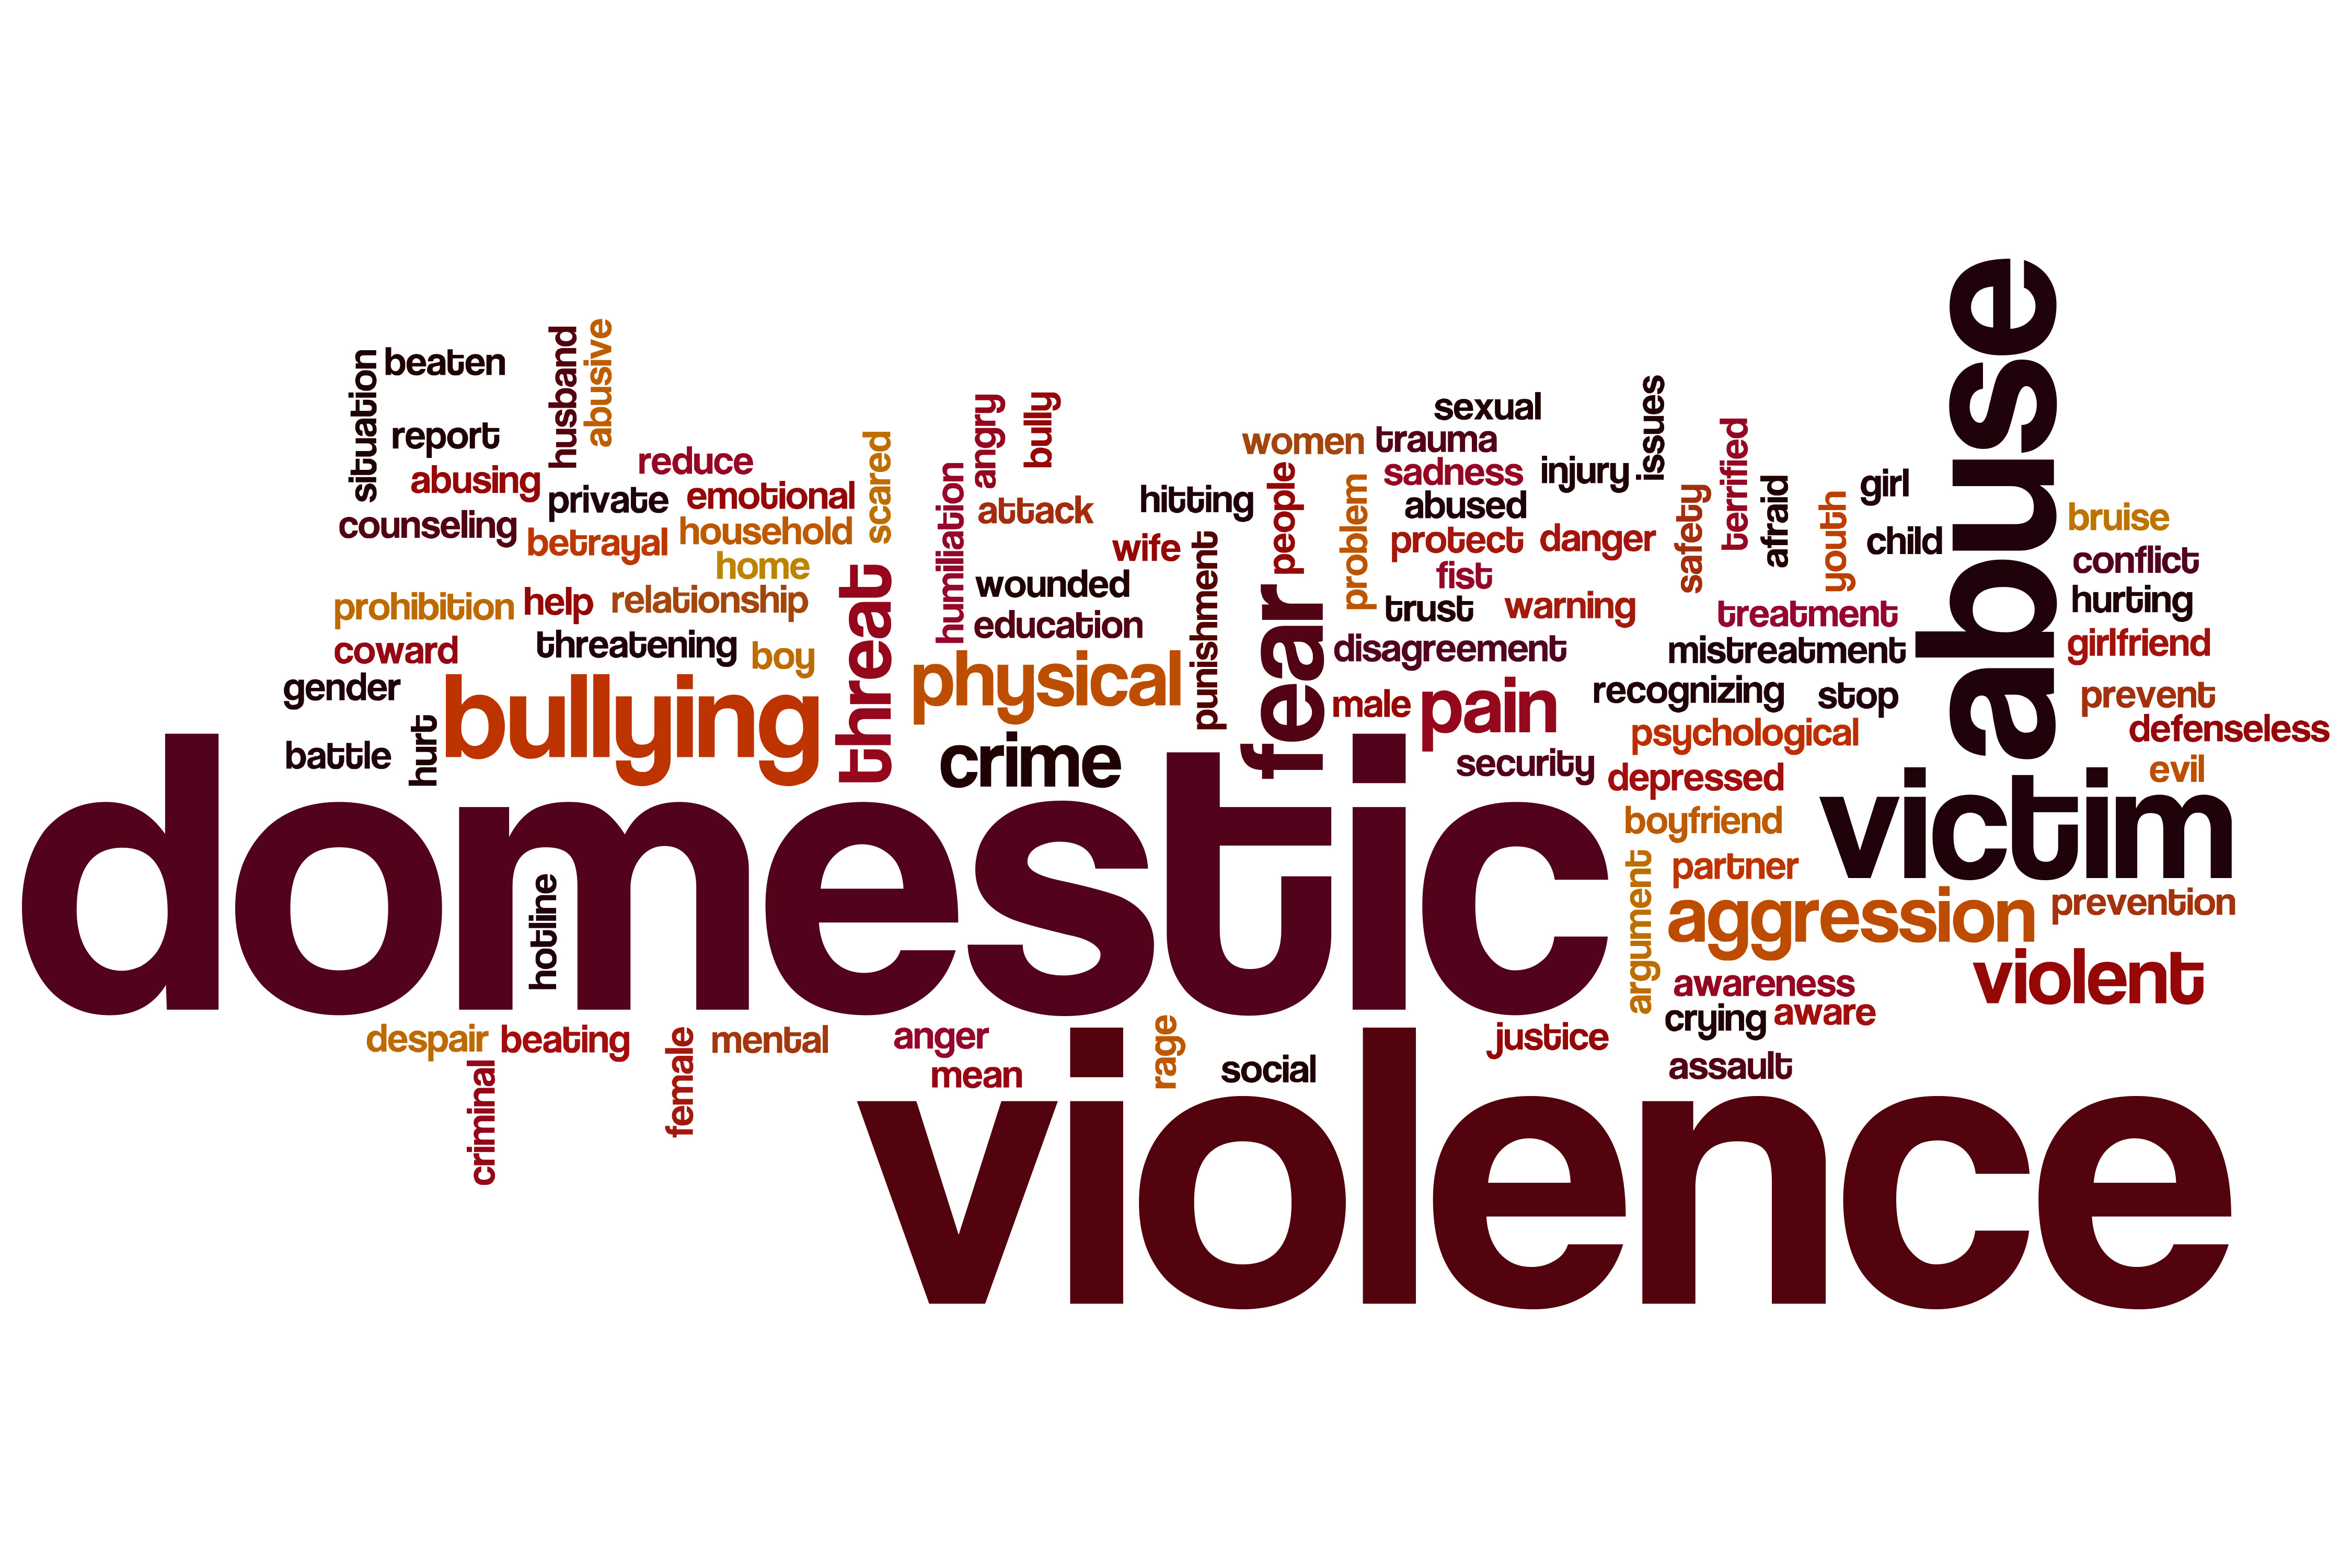 situation
beaten
husband
abusive
report
abusing
reduce
private
emotional
scared
counseling
betrayal
household
home
prohibition
help
relationship
coward
threatening
boy
gender
battle
hurt
bullying
threat
humiliation
angry
bully
attack
hitting
wife
wounded
education
punishment
physical
crime
women
people
fear
problem
sexual
trauma
sadness
injury
issues
abused
protect
danger
fist
trust
warning
disagreement
male
pain
security
safety
terrified
afraid
youth
girl
child
treatment
mistreatment
recognizing
stop
psychological
depressed
abuse
bruise
conflict
hurting
girlfriend
prevent
defenseless
evil
domestic
hotline
boyfriend
victim
argument
partner
aggression
prevention
awareness
violent
crying
aware
assault
despair
beating
criminal
female
mental
anger
mean
rage
social
justice
violence